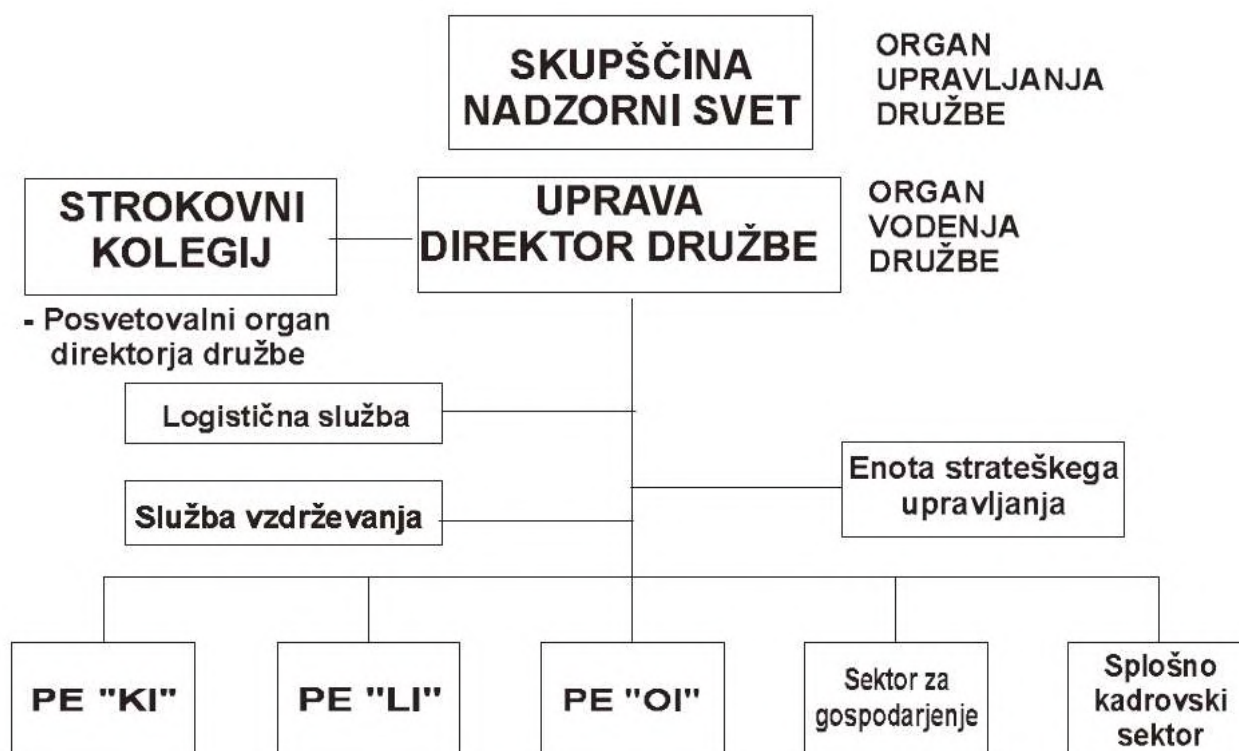 SKUPŠČINA
NADZORNI SVET
ORGAN
UPRAVLJANJA
DRUŽBE
STROKOVNI
KOLEGIJ
UPRAVA
DIREKTOR DRUŽBE
ORGAN
VODENJA
DRUŽBE
- Posvetovalni organ
direktorja družbe
Logistična služba
Enota strateškega
upravljanja
Služba vzdrževanja
PE "KI"
PE "LI"
PE "OI"
Sektor za
gospodarjenje
Splošno
kadrovski
sektor